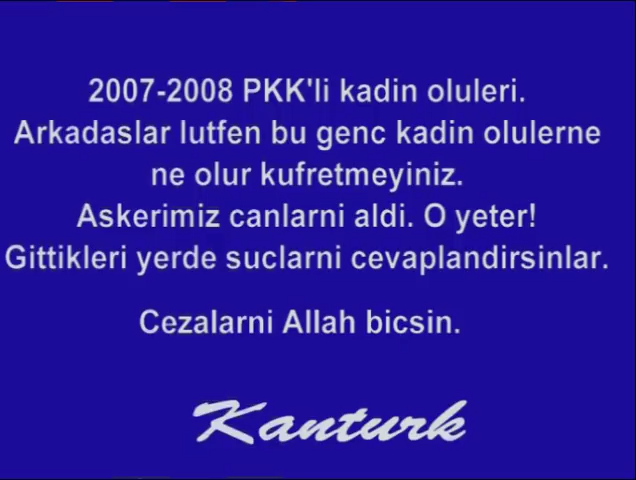 2007-2008 PKK'li kadin oluleri.
Arkadaslar lutfen bu genc kadin olulerne
ne olur kufretmeyiniz.
Askerimiz canlarni aldi. O yeter!
Gittikleri yerde suclarni cevaplandirsinlar.
Cezalarni Allah bicsin.
Kanturk